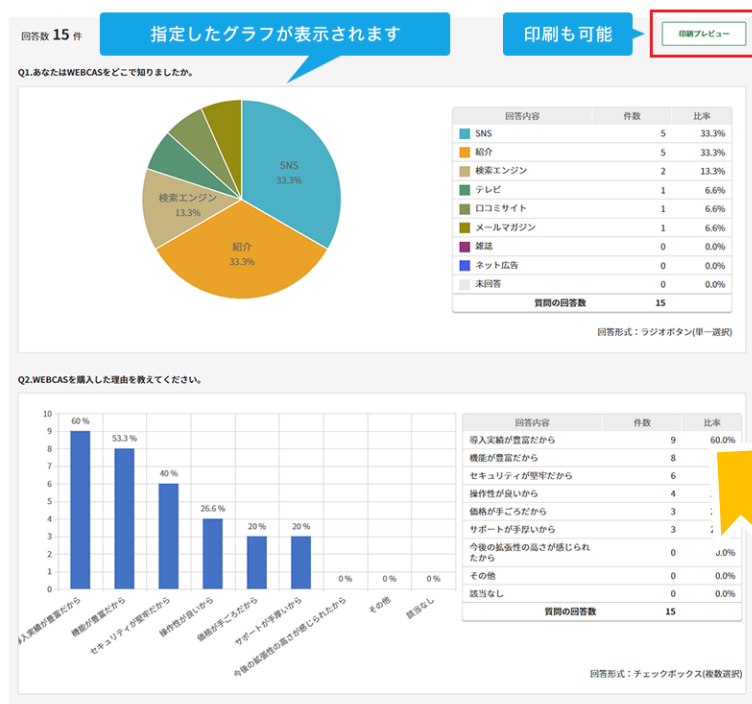 回答数 15 件
指定したグラフが表示されます
印刷も可能
印刷プレビュー
Q1.あなたはWEBCASをどこで知りましたか。
SNS
33.3%
検索エンジン
13.3%
紹介
33.3%
回答内容 件数 比率
SNS 5 33.3%
紹介 5 33.3%
検索エンジン 2 13.3%
テレビ 1 6.6%
口コミサイト 1 6.6%
メールマガジン 1 6.6%
雑誌 0 0.0%
ネット広告 0 0.0%
未回答 0 0.0%
質問の回答数 15
回答形式：ラジオボタン(単一選択)
Q2.WEBCASを購入した理由を教えてください。
10
9
8
7
6
5
4
3
2
1
0
60 %
53.3 %
40 %
26.6 %
20 %
20 %
0 %
0 %
0 %
導入実績が豊富だから
機能が豊富だから
セキュリティが堅牢だから
操作性が良いから
価格が手ごろだから
サポートが手厚いから
今後の拡張性の高さが感じられたから
その他
該当なし
回答内容 件数 比率
導入実績が豊富だから 9 60.0%
機能が豊富だから 8
セキュリティが堅牢だから 6
操作性が良いから 4
価格が手ごろだから 3
サポートが手厚いから 3
今後の拡張性の高さが感じられ
たから 0 0.0%
その他 0 0.0%
該当なし 0 0.0%
質問の回答数 15
回答形式：チェックボックス(複数選択)